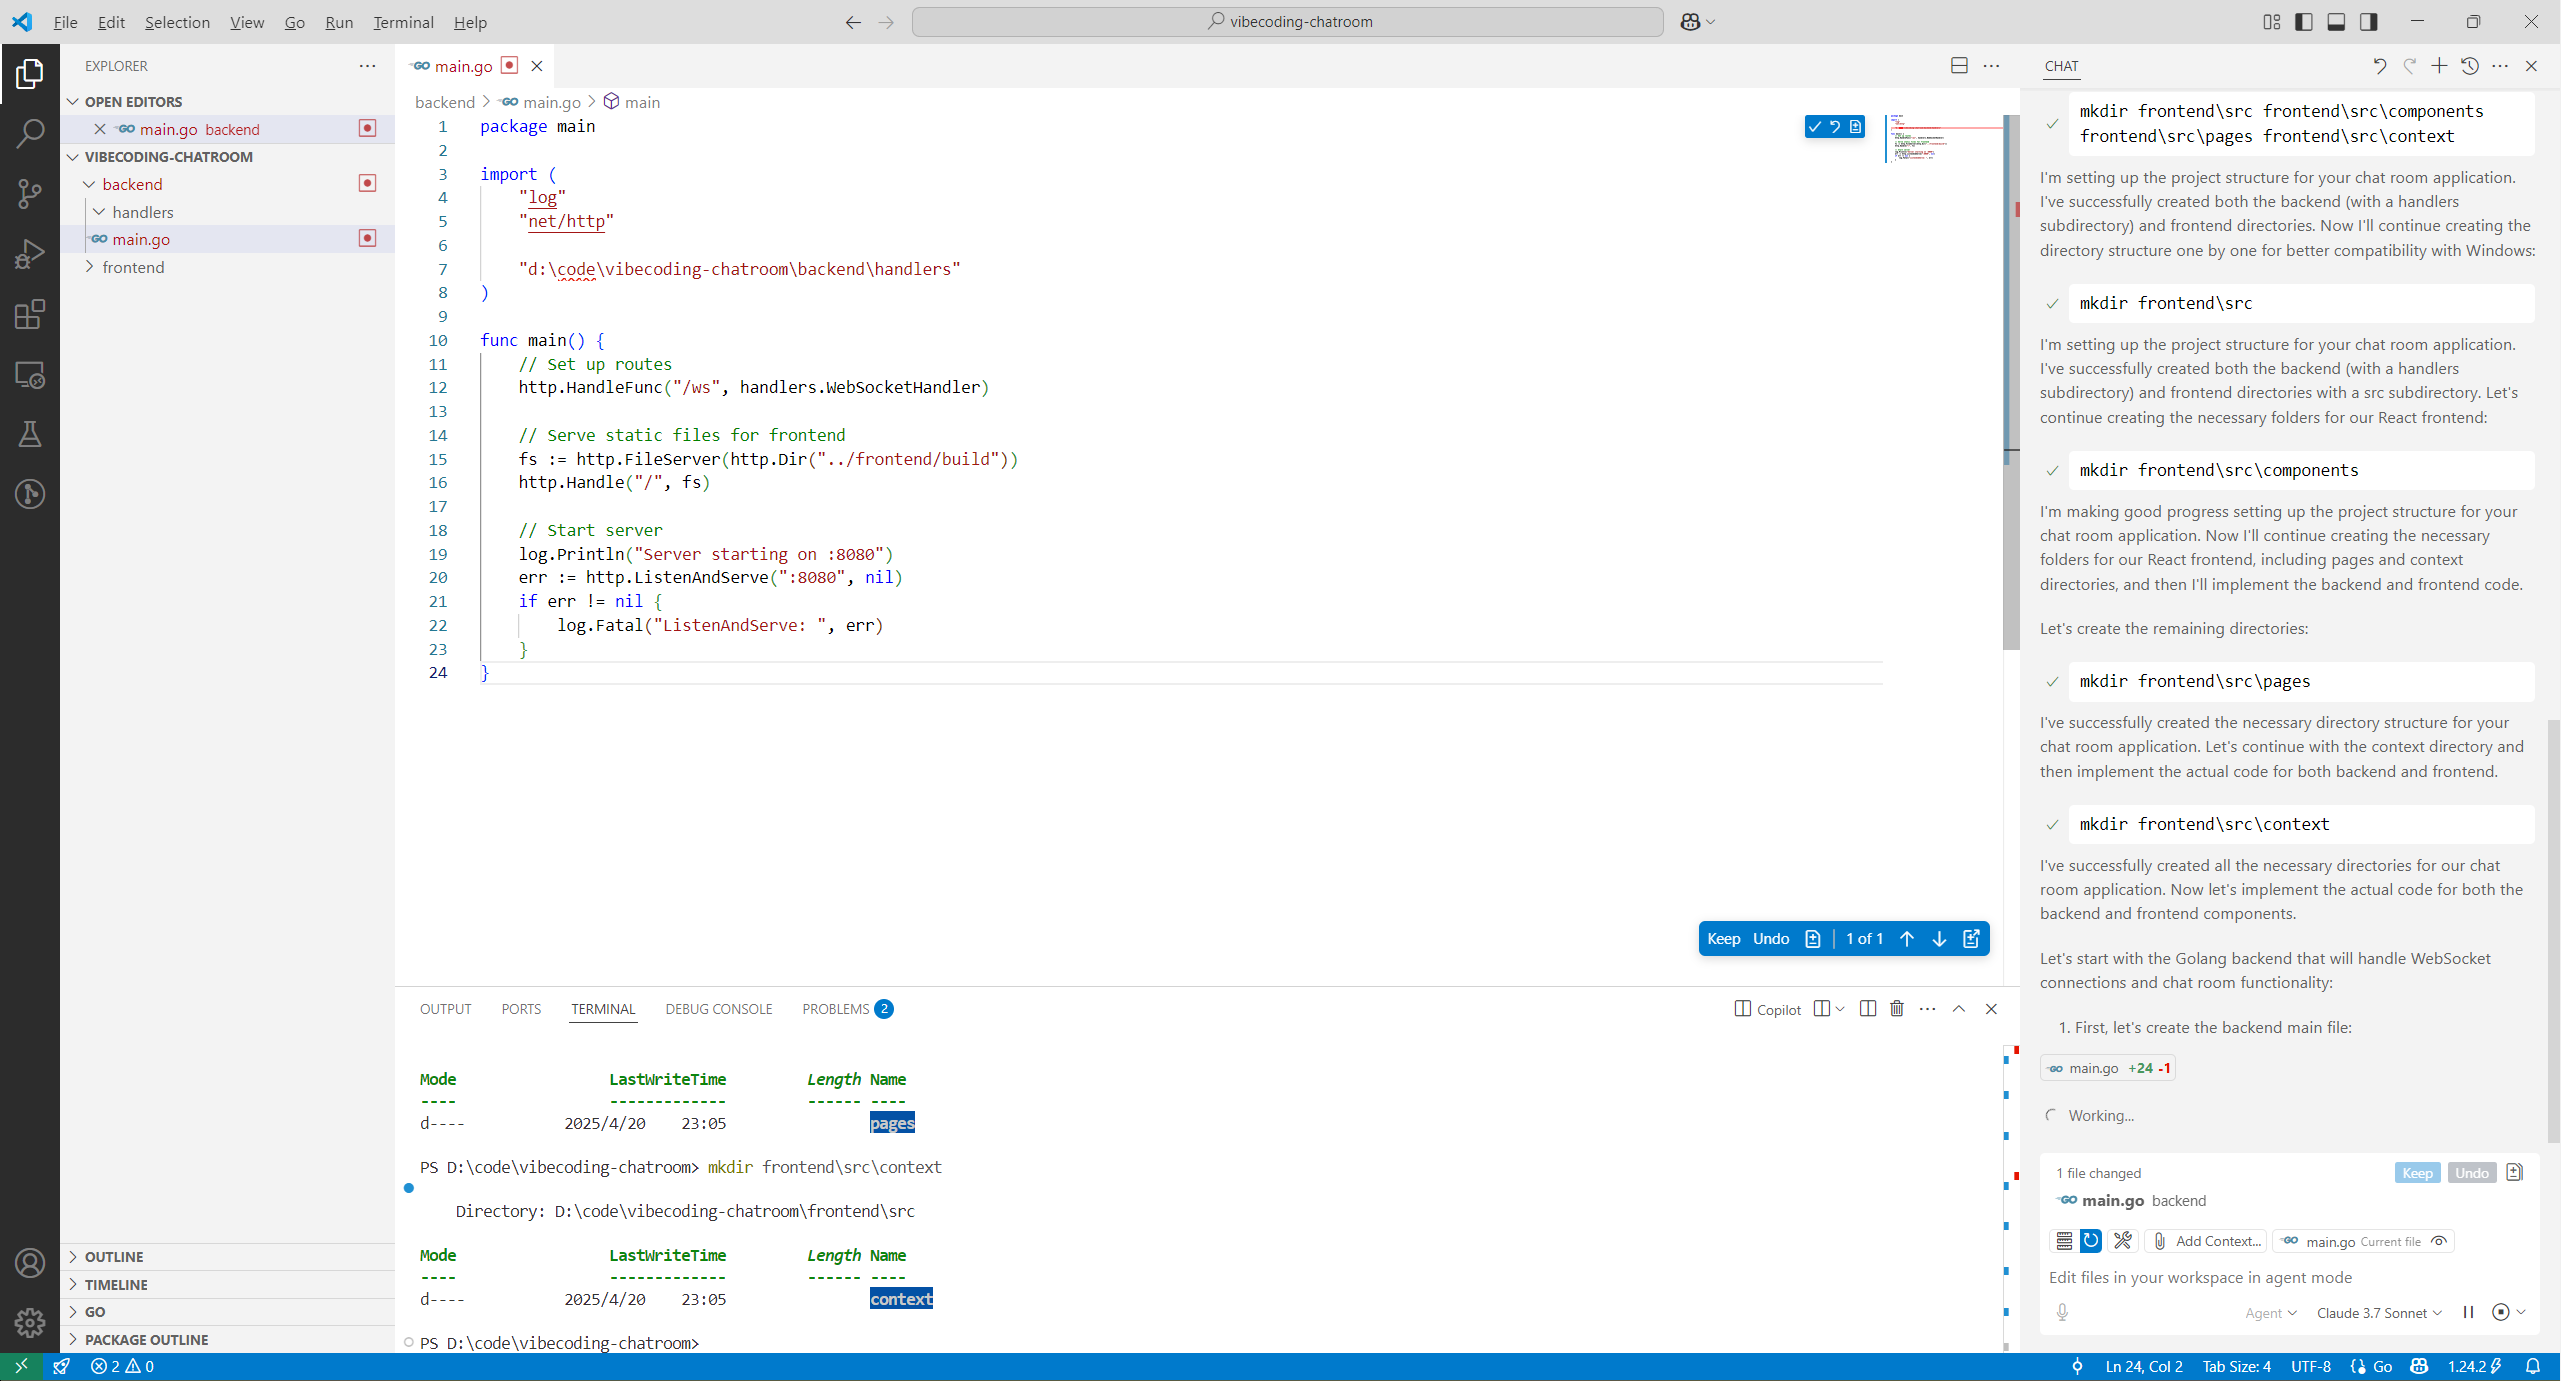 File Edit Selection View Go Run Terminal Help
vibecoding-chatroom
EXPLORER
OPEN EDITORS
main.go backend
VIBECODING-CHATROOM
backend
handlers
main.go
frontend
OUTLINE
TIMELINE
GO
PACKAGE OUTLINE
main.go
backend > main.go > main
1 package main
2
3 import (
4 "log"
5 "net/http"
6
7 "d:\code\vibecoding-chatroom\backend\handlers"
8 )
9
10 func main() {
11 // Set up routes
12 http.HandleFunc("/ws", handlers.WebSocketHandler)
13
14 // Serve static files for frontend
15 fs := http.FileServer(http.Dir("../frontend/build"))
16 http.Handle("/", fs)
17
18 // Start server
19 log.Println("Server starting on :8080")
20 err := http.ListenAndServe(":8080", nil)
21 if err != nil {
22 log.Fatal("ListenAndServe: ", err)
23 }
24 }
Keep Undo 1 of 1
OUTPUT PORTS TERMINAL DEBUG CONSOLE PROBLEMS 2
Copilot
Mode LastWriteTime Length Name
---- ------------- ------ ----
d---- 2025/4/20 23:05 pages
PS D:\code\vibecoding-chatroom> mkdir frontend\src\context
Directory: D:\code\vibecoding-chatroom\frontend\src
Mode LastWriteTime Length Name
---- ------------- ------ ----
d---- 2025/4/20 23:05 context
PS D:\code\vibecoding-chatroom>
CHAT
mkdir frontend\src frontend\src\components
frontend\src\pages frontend\src\context
I'm setting up the project structure for your chat room application.
I've successfully created both the backend (with a handlers
subdirectory) and frontend directories. Now I'll continue creating the
directory structure one by one for better compatibility with Windows:
mkdir frontend\src
I'm setting up the project structure for your chat room application.
I've successfully created both the backend (with a handlers
subdirectory) and frontend directories with a src subdirectory. Let's
continue creating the necessary folders for our React frontend:
mkdir frontend\src\components
I'm making good progress setting up the project structure for your
chat room application. Now I'll continue creating the necessary
folders for our React frontend, including pages and context
directories, and then I'll implement the backend and frontend code.
Let's create the remaining directories:
mkdir frontend\src\pages
I've successfully created the necessary directory structure for your
chat room application. Let's continue with the context directory and
then implement the actual code for both backend and frontend.
mkdir frontend\src\context
I've successfully created all the necessary directories for our chat
room application. Now let's implement the actual code for both the
backend and frontend components.
Let's start with the Golang backend that will handle WebSocket
connections and chat room functionality:
1. First, let's create the backend main file:
main.go +24 -1
Working...
1 file changed Keep Undo
main.go backend
Add Context... main.go Current file
Edit files in your workspace in agent mode
Agent Claude 3.7 Sonnet
2 0
Ln 24, Col 2 Tab Size: 4 UTF-8 Go 1.24.2